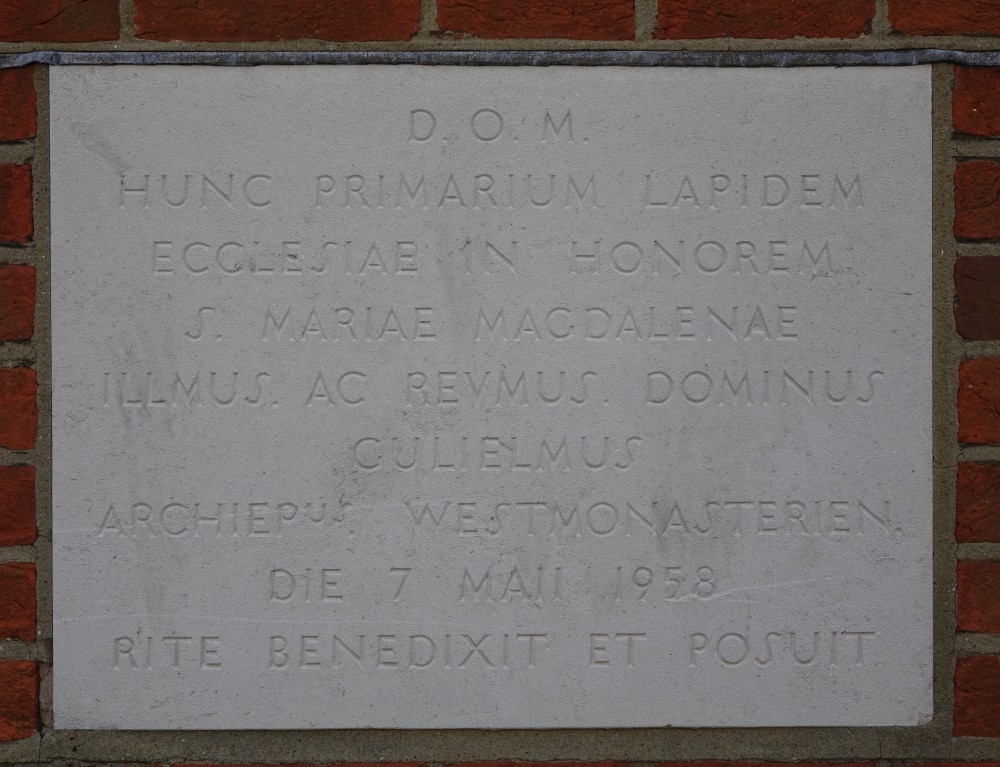 D. O. M.
HUNC PRIMARIUM LAPIDEM
ECCLESIAE IN HONOREM
S. MARIAE MAGDALENAE
ILLMUS. AC REVMUS. DOMINUS
GULIELMUS
ARCHIEPUS. WESTMONASTERIEN.
DIE 7 MAII 1958
RITE BENEDIXIT ET POSUIT